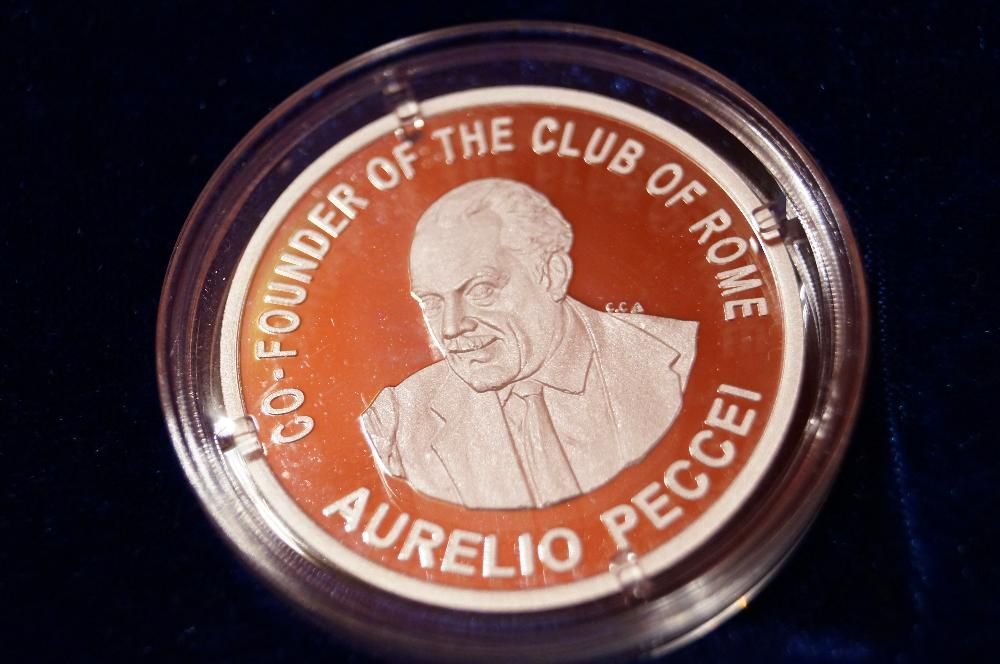 CO-FOUNDER OF THE CLUB OF ROME
C.C.A
AURELIO PECCEI